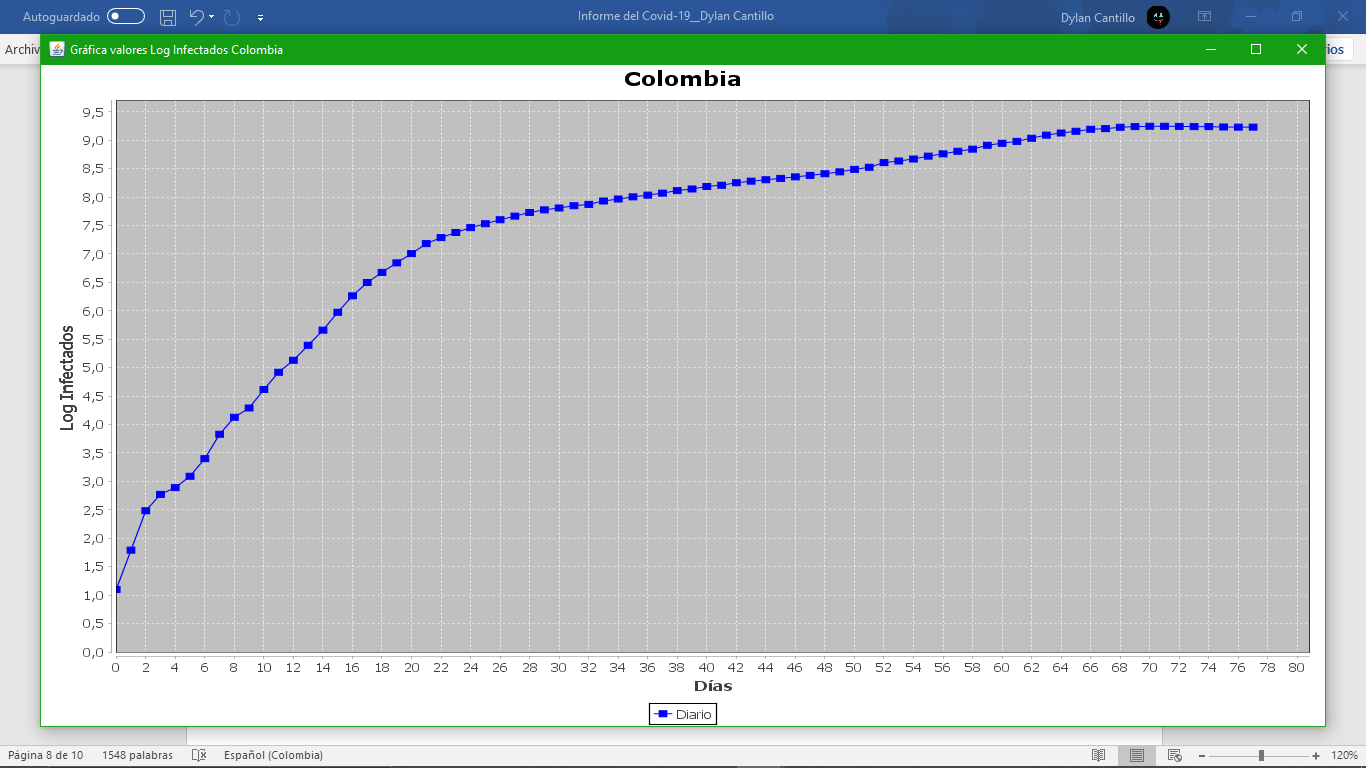 Autoguardado
Informe del Covid-19__Dylan Cantillo
Dylan Cantillo
Archiv
rios
Gráfica valores Log Infectados Colombia
Colombia
9,5
9,0
8,5
8,0
7,5
7,0
6,5
6,0
5,5
5,0
4,5
4,0
3,5
3,0
2,5
2,0
1,5
1,0
0,5
0,0
Log Infectados
0 2 4 6 8 10 12 14 16 18 20 22 24 26 28 30 32 34 36 38 40 42 44 46 48 50 52 54 56 58 60 62 64 66 68 70 72 74 76 78 80
Días
Diario
Página 8 de 10 1548 palabras Español (Colombia) 120%